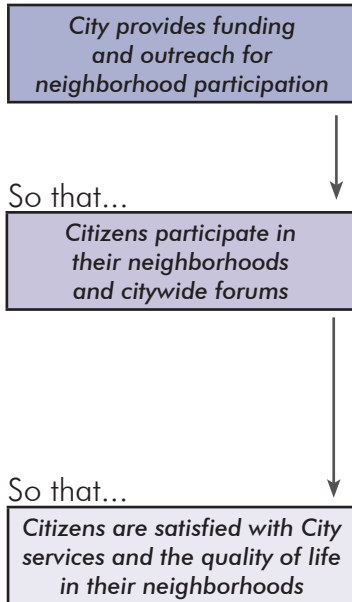 City provides funding
and outreach for
neighborhood participation
So that...
Citizens participate in
their neighborhoods
and citywide forums
So that...
Citizens are satisfied with City
services and the quality of life
in their neighborhoods